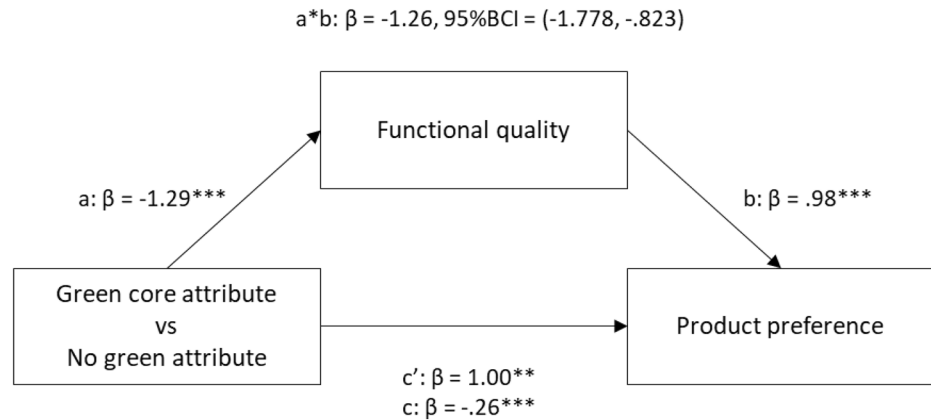 a*b: β = -1.26, 95%BCI = (-1.778, -.823)
Functional quality
a: β = -1.29***
b: β = .98***
Green core attribute
vs
No green attribute
Product preference
c’: β = 1.00**
c: β = -.26***